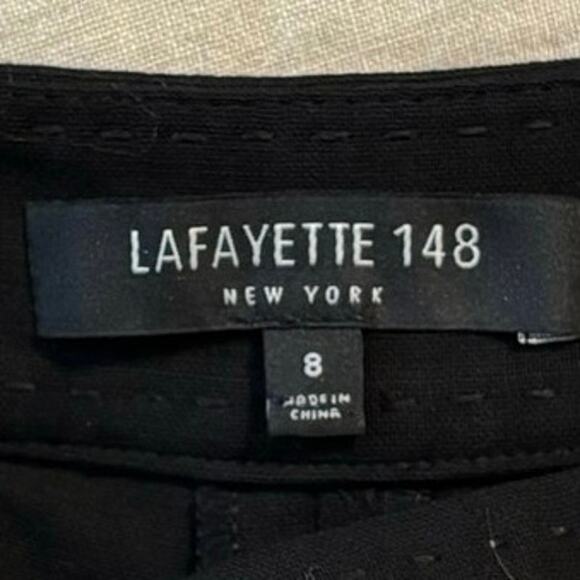 LAFAYETTE 148
NEW YORK
8
MADE IN
CHINA